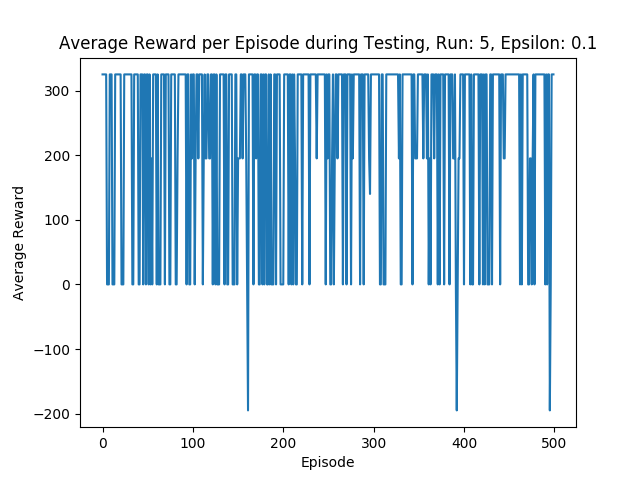 Average Reward per Episode during Testing, Run: 5, Epsilon: 0.1
300
200
100
0
−100
−200
Average Reward
0 100 200 300 400 500
Episode